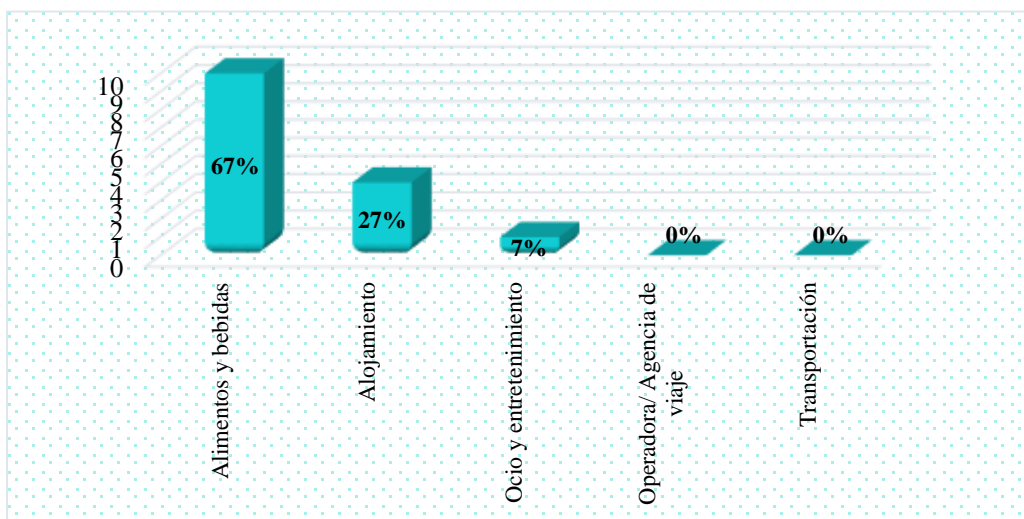 10
9
8
7
6
5
4
3
2
1
0
67%
27%
7%
0%
0%
Alimentos y bebidas
Alojamiento
Ocio y entretenimiento
Operadora/ Agencia de
viaje
Transportación